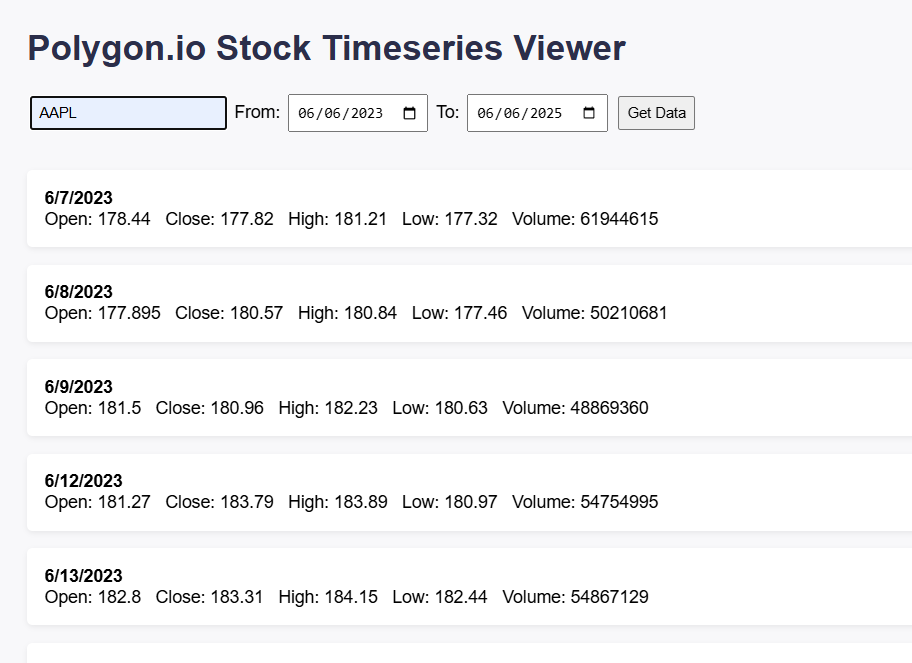 Polygon.io Stock Timeseries Viewer
AAPL From: 06/06/2023 To: 06/06/2025 Get Data
6/7/2023
Open: 178.44 Close: 177.82 High: 181.21 Low: 177.32 Volume: 61944615
6/8/2023
Open: 177.895 Close: 180.57 High: 180.84 Low: 177.46 Volume: 50210681
6/9/2023
Open: 181.5 Close: 180.96 High: 182.23 Low: 180.63 Volume: 48869360
6/12/2023
Open: 181.27 Close: 183.79 High: 183.89 Low: 180.97 Volume: 54754995
6/13/2023
Open: 182.8 Close: 183.31 High: 184.15 Low: 182.44 Volume: 54867129